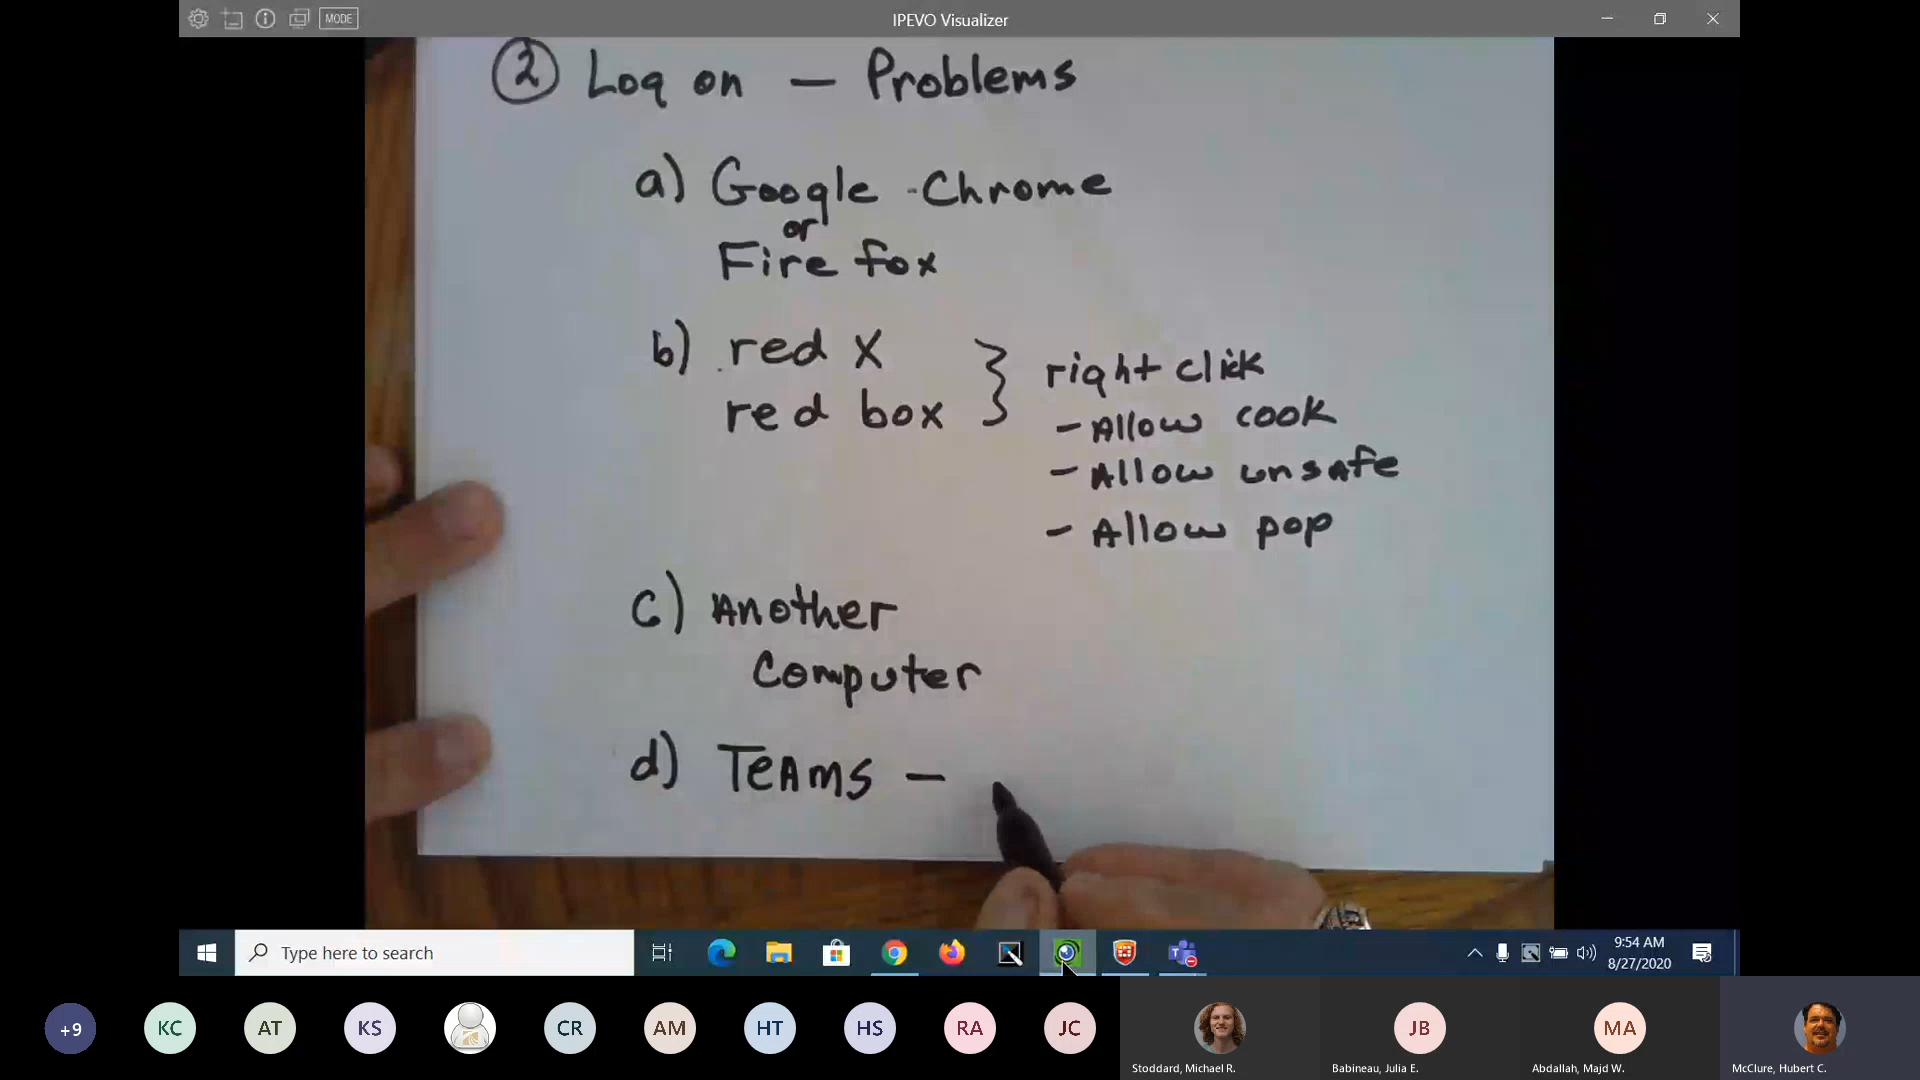 MODE
IPEVO Visualizer
② Log on — Problems
a) Google Chrome
or
Fire fox
b) red X
red box
right click
- Allow cook
- Allow unsafe
- Allow pop
c) Another
Computer
d) Teams -
Type here to search
9:54 AM
8/27/2020
+9
KC
AT
KS
CR
AM
HT
HS
RA
JC
JB
MA
Stoddard, Michael R.
Babineau, Julia E.
Abdallah, Majd W.
McClure, Hubert C.